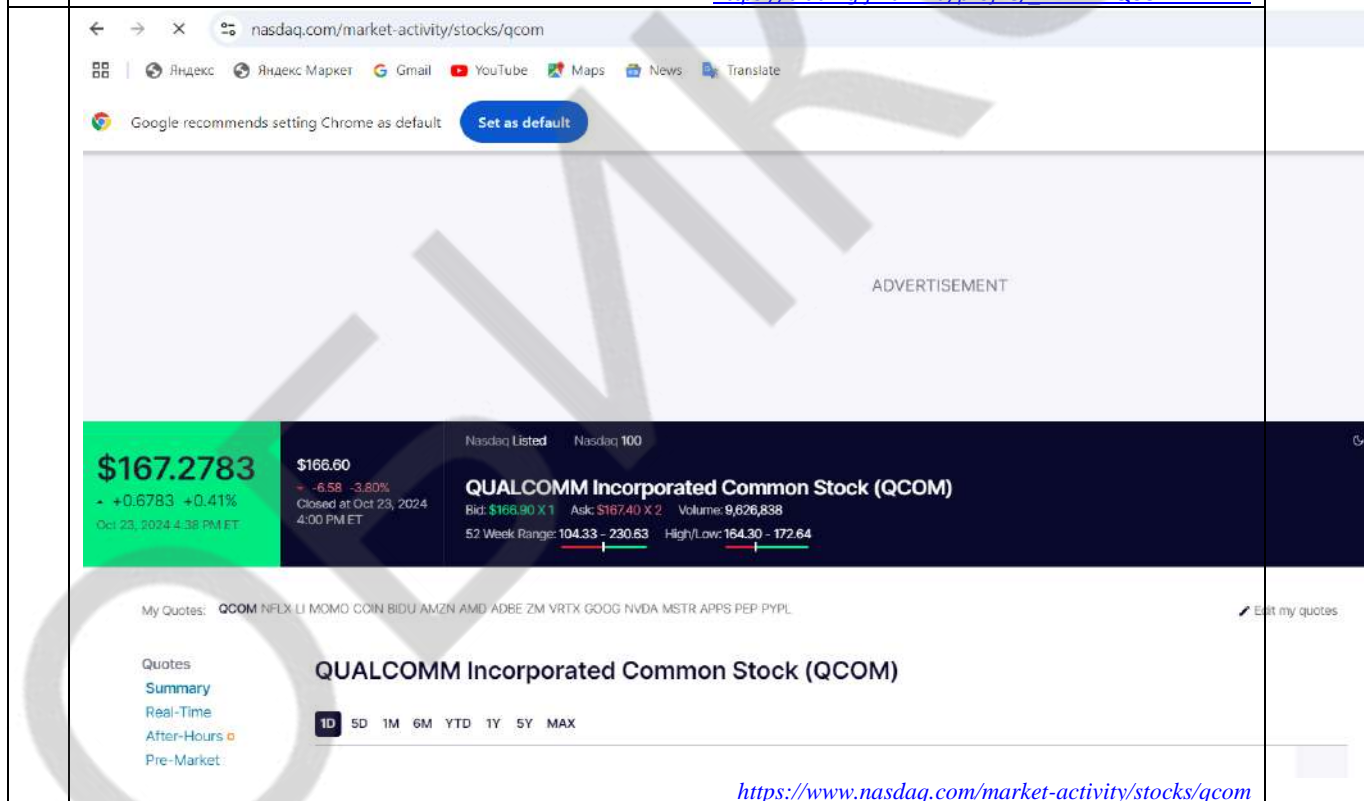 nasdaq.com/market-activity/stocks/qcom
Яндекс Яндекс Маркет Gmail YouTube Maps News Translate
Google recommends setting Chrome as default Set as default
ADVERTISEMENT
Nasdaq Listed Nasdaq 100
$167.2783
+0.6783 +0.41%
Oct 23, 2024 4:38 PM ET
$166.60
-6.58 -3.80%
Closed at Oct 23, 2024
4:00 PM ET
QUALCOMM Incorporated Common Stock (QCOM)
Bid: $166.90 X 1 Ask: $167.40 X 2 Volume: 9,626,838
52 Week Range: 104.33 - 230.63 High/Low: 164.30 - 172.64
My Quotes: QCOM NFLX LI MOMO COIN BIDU AMZN AMD ADBE ZM VRTX GOOG NVDA MSTR APPS PEP PYPL
Edit my quotes
Quotes
Summary
Real-Time
After-Hours
Pre-Market
QUALCOMM Incorporated Common Stock (QCOM)
1D 5D 1M 6M YTD 1Y 5Y MAX
https://www.nasdaq.com/market-activity/stocks/qcom